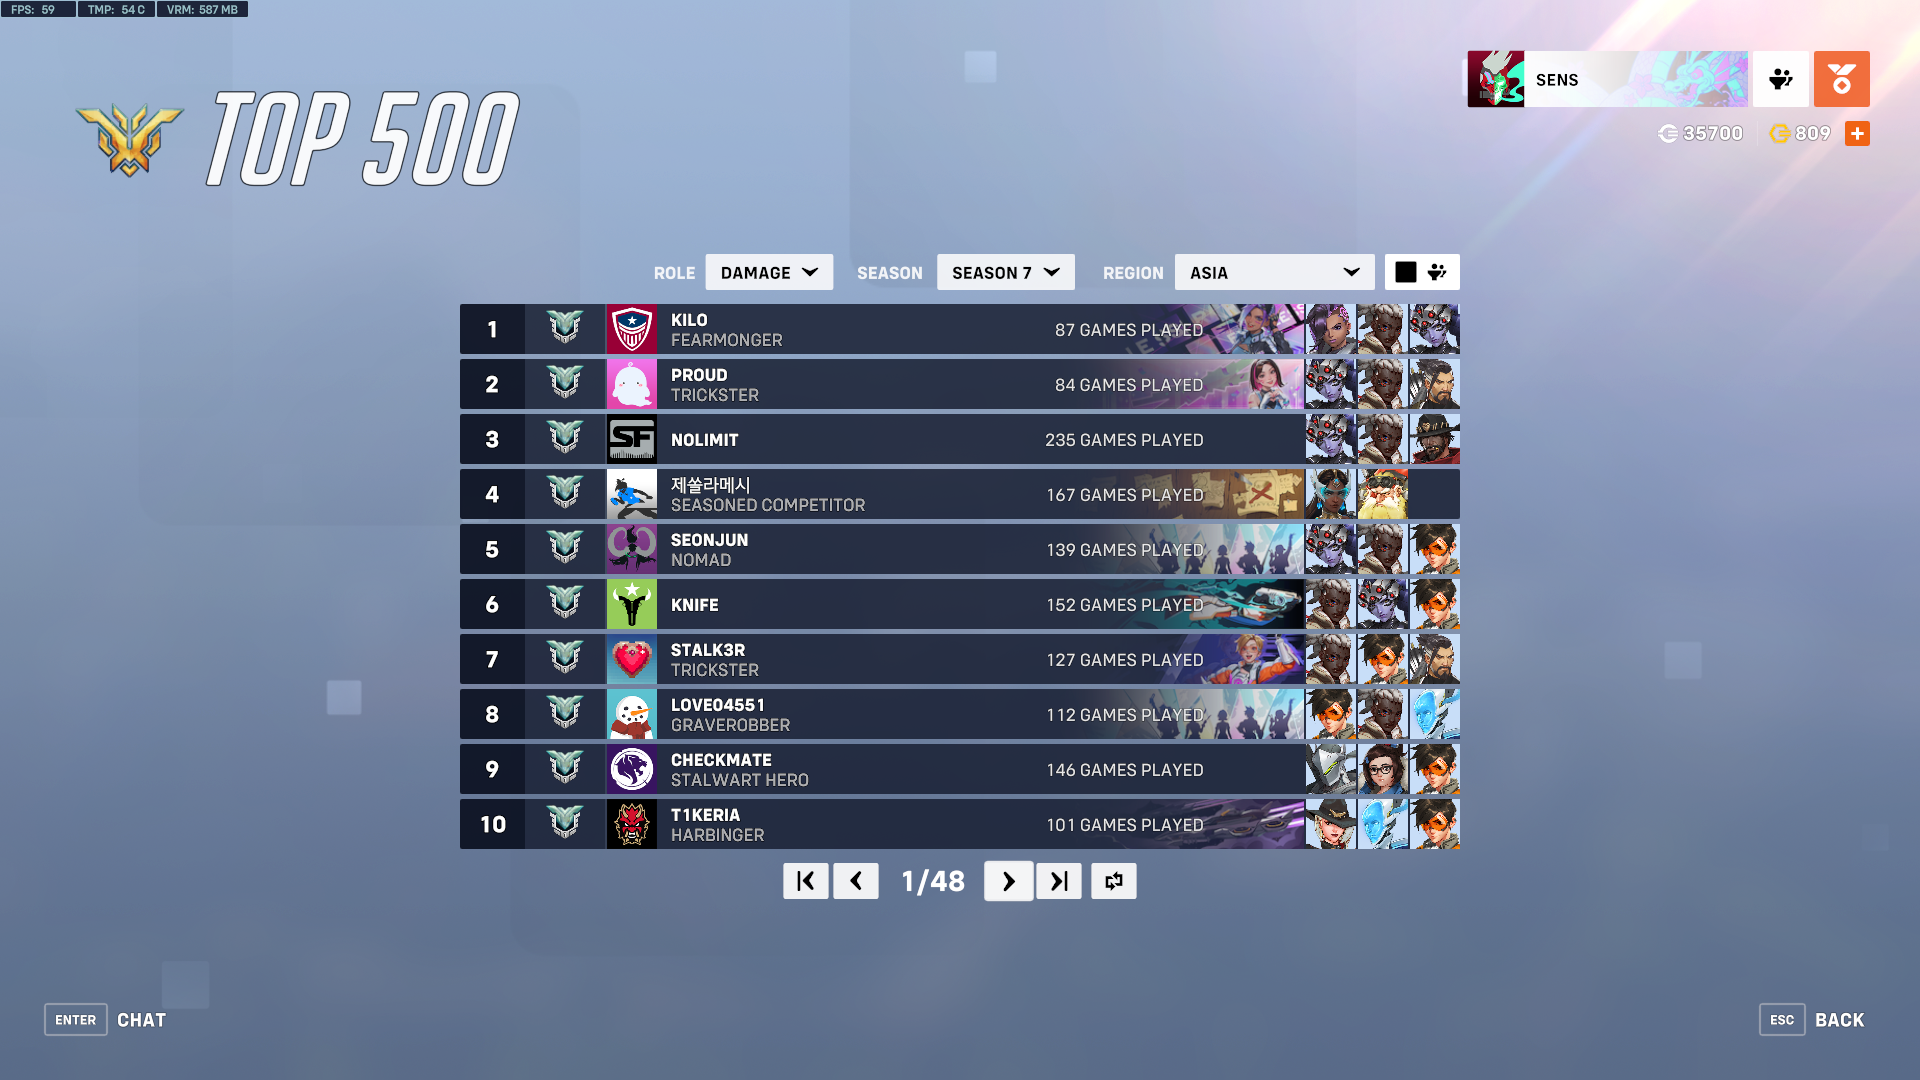 FPS: 59 TMP: 54 C VRM: 587 MB
TOP 500
SENS
35700 809
ROLE DAMAGE SEASON SEASON 7 REGION ASIA
1 KILO
FEARMONGER
87 GAMES PLAYED
2 PROUD
TRICKSTER
84 GAMES PLAYED
3 SF NOLIMIT 235 GAMES PLAYED
4 제쏠라메시
SEASONED COMPETITOR
167 GAMES PLAYED
5 SEONJUN
NOMAD
139 GAMES PLAYED
6 KNIFE 152 GAMES PLAYED
7 STALK3R
TRICKSTER
127 GAMES PLAYED
8 LOVE04551
GRAVEROBBER
112 GAMES PLAYED
9 CHECKMATE
STALWART HERO
146 GAMES PLAYED
10 T1KERIA
HARBINGER
101 GAMES PLAYED
1/48
ENTER CHAT
ESC BACK